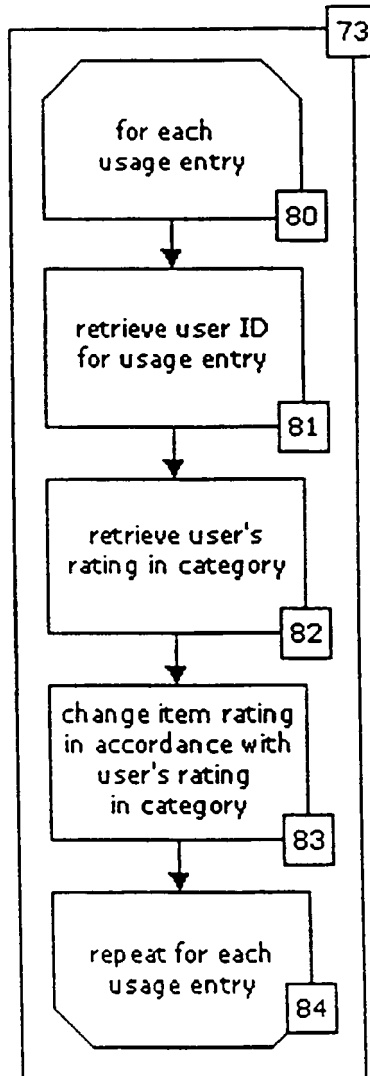 73
for each
usage entry
80
retrieve user ID
for usage entry
81
retrieve user's
rating in category
82
change item rating
in accordance with
user's rating
in category
83
repeat for each
usage entry
84